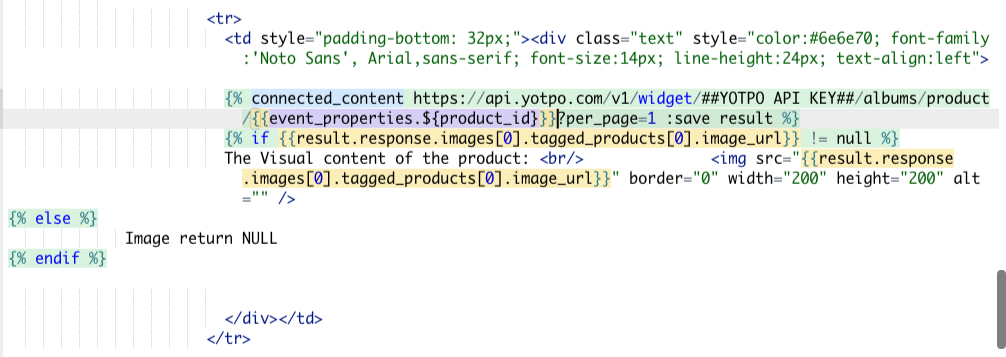 <tr>
<td style="padding-bottom: 32px;"><div class="text" style="color:#6e6e70; font-family
:'Noto Sans', Arial,sans-serif; font-size:14px; line-height:24px; text-align:left">
{% connected_content https://api.yotpo.com/v1/widget/##YOTPO API KEY##/albums/product
/{{event_properties.${product_id}}}?per_page=1 :save result %}
{% if {{result.response.images[0].tagged_products[0].image_url}} != null %}
The Visual content of the product: <br/> <img src="{{result.response
.images[0].tagged_products[0].image_url}}" border="0" width="200" height="200" alt
="" />
{% else %}
Image return NULL
{% endif %}
</div></td>
</tr>